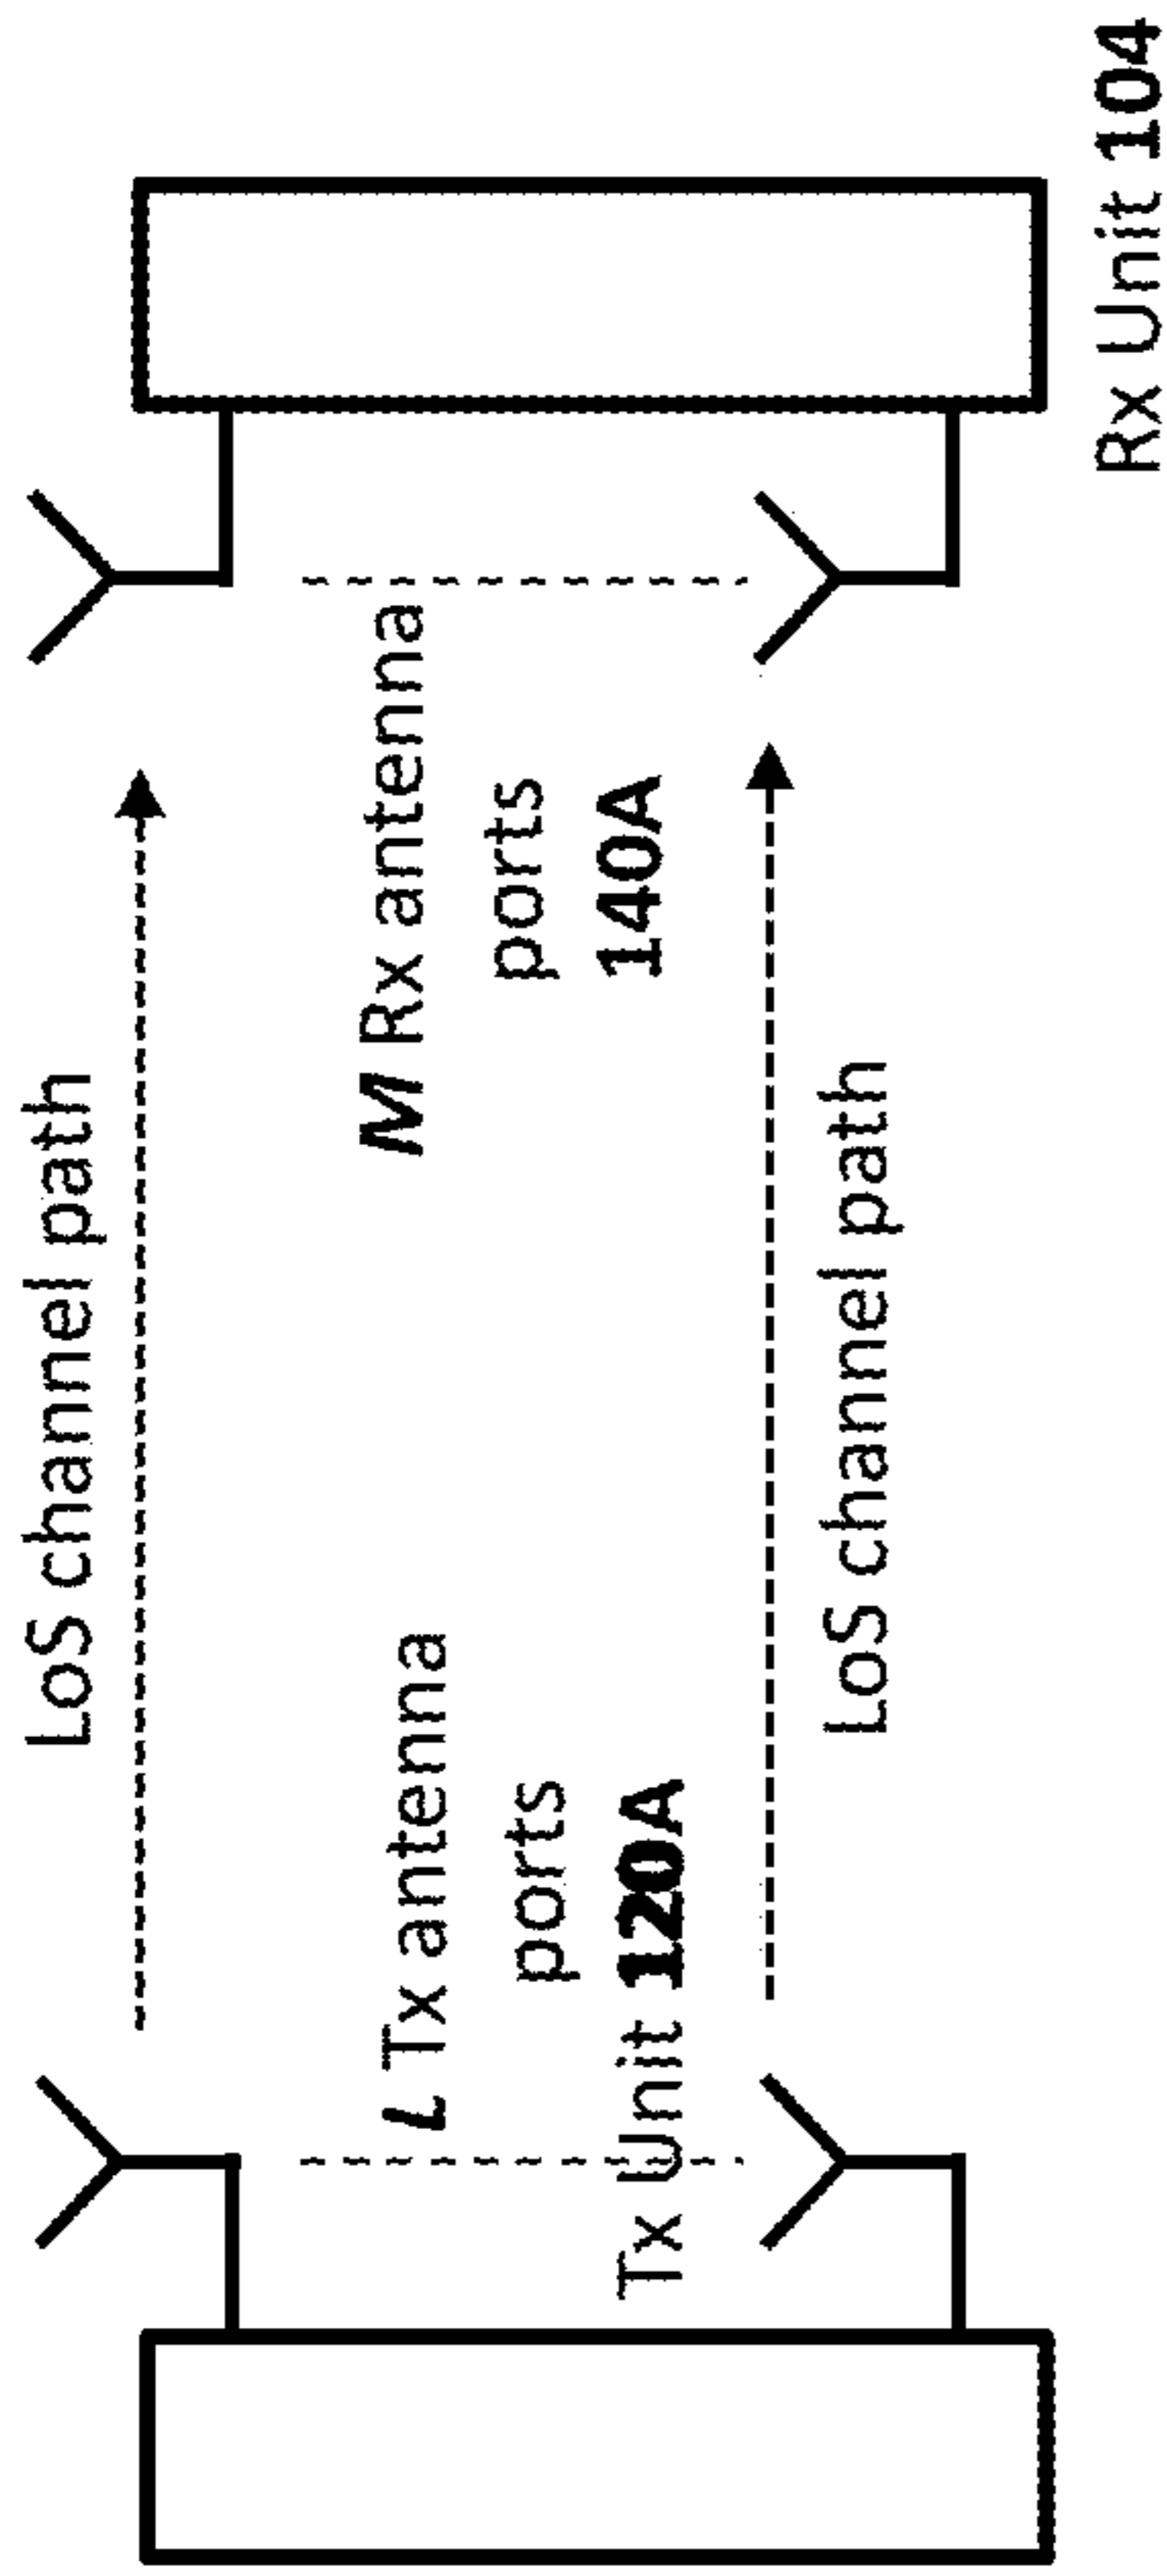 LoS channel path
L Tx antenna
ports
Tx Unit 120A
M Rx antenna
ports
140A
LoS channel path
Rx Unit 104